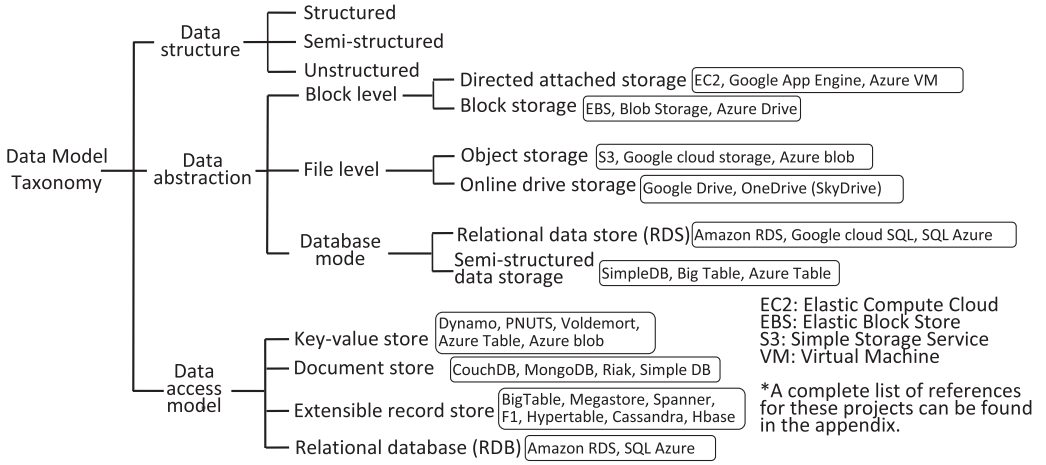 Data Model
Taxonomy
Data
structure
Structured
Semi-structured
Unstructured
Data
abstraction
Block level
Directed attached storage
EC2, Google App Engine, Azure VM
Block storage
EBS, Blob Storage, Azure Drive
File level
Object storage
S3, Google cloud storage, Azure blob
Online drive storage
Google Drive, OneDrive (SkyDrive)
Database
mode
Relational data store (RDS)
Amazon RDS, Google cloud SQL, SQL Azure
Semi-structured
data storage
SimpleDB, Big Table, Azure Table
Data
access
model
Key-value store
Dynamo, PNUTS, Voldemort,
Azure Table, Azure blob
Document store
CouchDB, MongoDB, Riak, Simple DB
Extensible record store
BigTable, Megastore, Spanner,
F1, Hypertable, Cassandra, Hbase
Relational database (RDB)
Amazon RDS, SQL Azure
EC2: Elastic Compute Cloud
EBS: Elastic Block Store
S3: Simple Storage Service
VM: Virtual Machine
*A complete list of references
for these projects can be found
in the appendix.